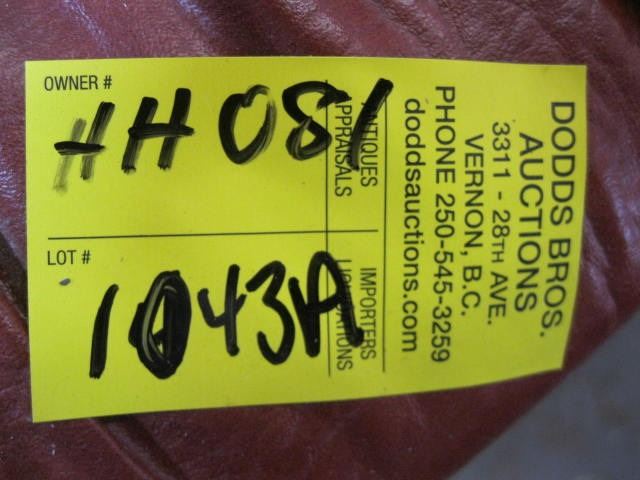 DODDS BROS.
AUCTIONS
3311 - 28TH AVE.
VERNON, B.C.
PHONE 250-545-3259
doddsauctions.com
ANTIQUES IMPORTERS
APPRAISALS LIQUIDATIONS
OWNER #
HH081
LOT #
1043A